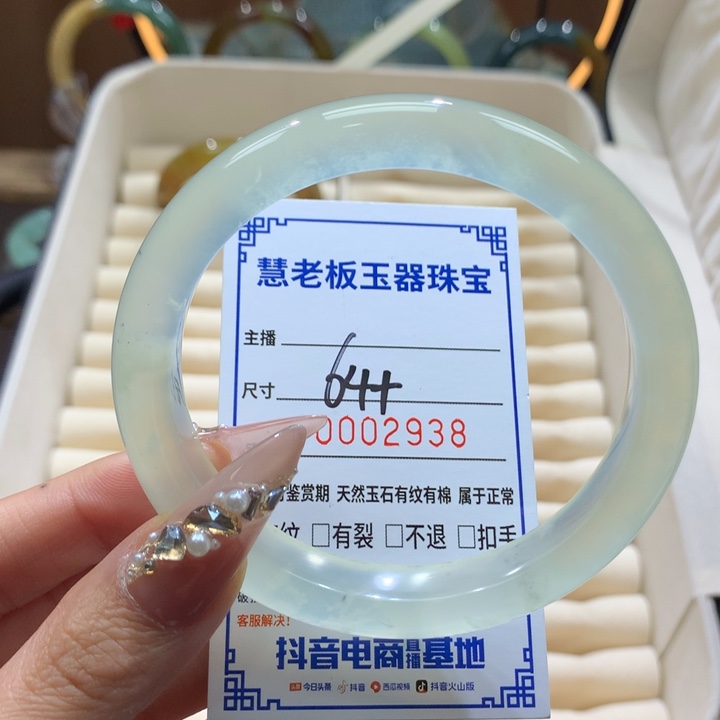 慧老板玉器珠宝
主播
尺寸 644
0002938
鉴赏期 天然玉石有纹有棉 属于正常
纹 □有裂 □不退 □扣手
客服解决!
抖音电商直播基地
头条 今日头条 抖音 西瓜视频 抖音火山版